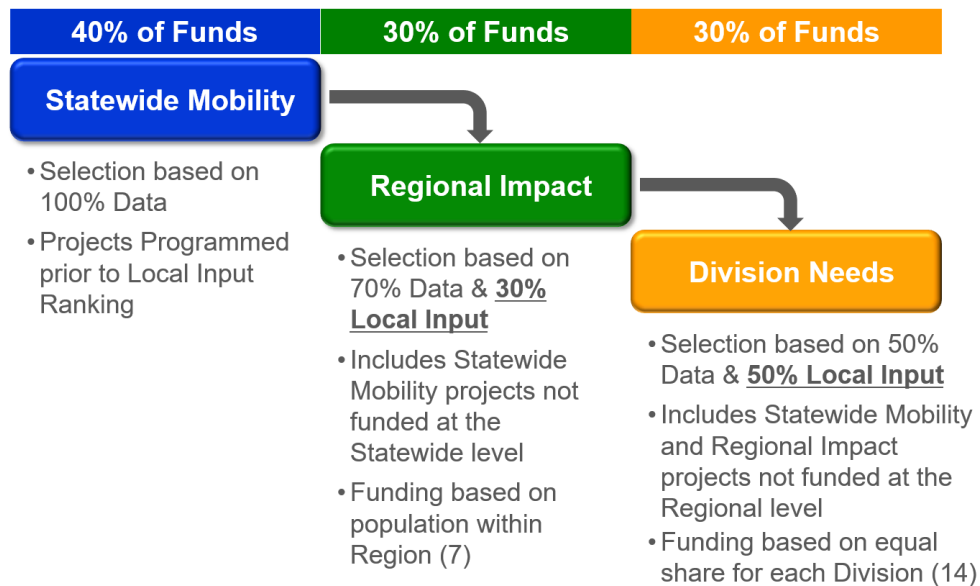 40% of Funds
30% of Funds
30% of Funds
Statewide Mobility
• Selection based on
100% Data
• Projects Programmed
prior to Local Input
Ranking
Regional Impact
• Selection based on
70% Data & 30%
Local Input
• Includes Statewide
Mobility projects not
funded at the
Statewide level
• Funding based on
population within
Region (7)
Division Needs
• Selection based on 50%
Data & 50% Local Input
• Includes Statewide Mobility
and Regional Impact
projects not funded at the
Regional level
• Funding based on equal
share for each Division (14)